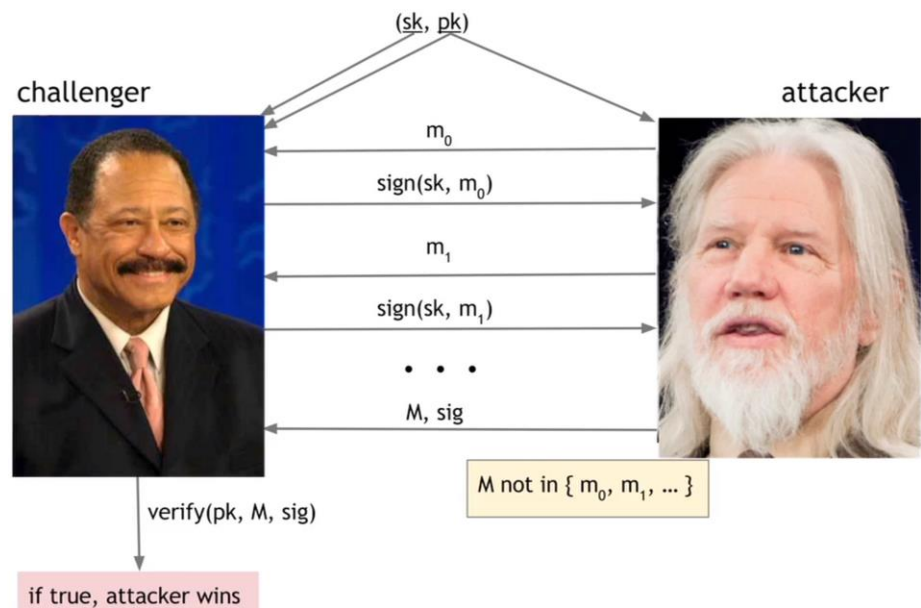 (sk, pk)
challenger
attacker
m₀
sign(sk, m₀)
m₁
sign(sk, m₁)
• • •
M, sig
M not in { m₀, m₁, … }
verify(pk, M, sig)
if true, attacker wins